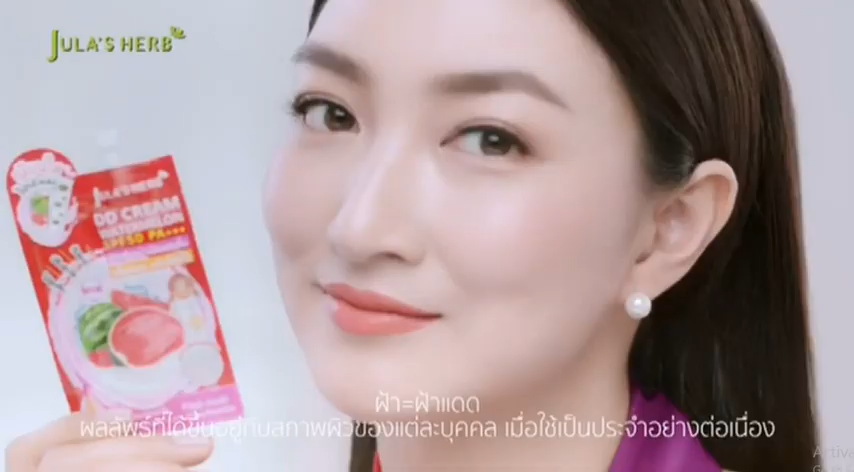 JULA'S HERB
JULA'S HERB
DD CREAM
WATERMELON
SPF50 PA+++
ฝ้า=ฝ้าแดด
ผลลัพธ์ที่ได้ขึ้นอยู่กับสภาพผิวของแต่ละบุคคล เมื่อใช้เป็นประจำอย่างต่อเนื่อง